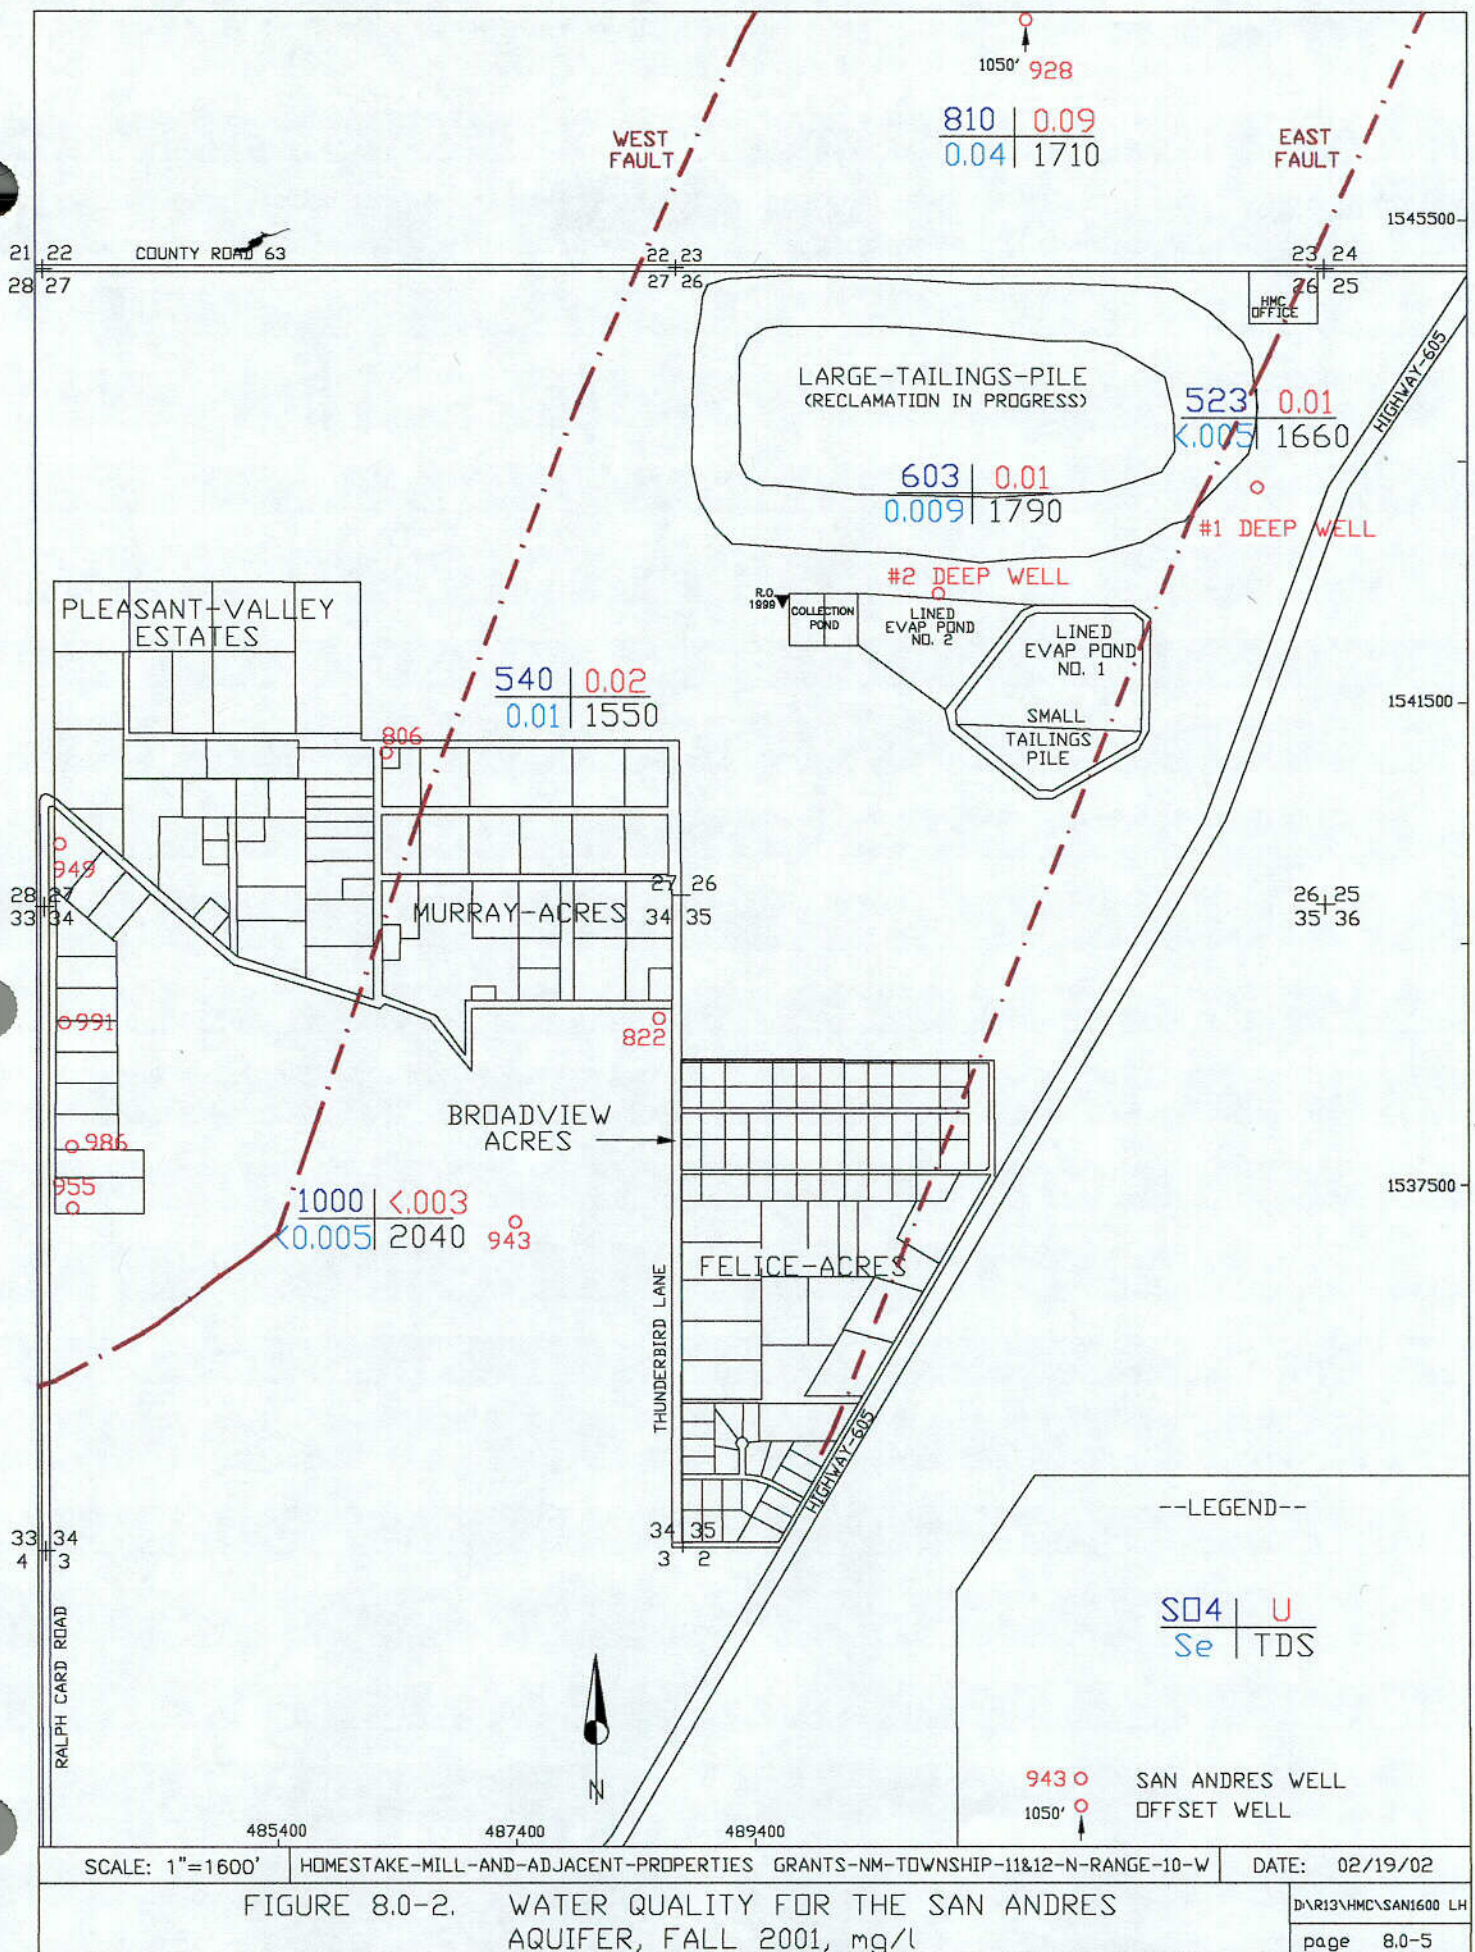 1050' 928
WEST
FAULT
810 0.09
0.04 1710
EAST
FAULT
1545500
21 22
28 27
COUNTY ROAD 63
22 23
27 26
23 24
26 25
HMC
OFFICE
HIGHWAY-605
LARGE-TAILINGS-PILE
(RECLAMATION IN PROGRESS)
523 0.01
<.005 1660
603 0.01
0.009 1790
#1 DEEP WELL
#2 DEEP WELL
R.O.
1999
COLLECTION
POND
LINED
EVAP POND
NO. 2
LINED
EVAP POND
NO. 1
SMALL
TAILINGS
PILE
PLEASANT-VALLEY
ESTATES
540 0.02
0.01 1550
1541500
806
949
28 27
33 34
MURRAY-ACRES
27 26
34 35
26 25
35 36
991
822
BROADVIEW
ACRES
986
955
1537500
1000 <.003
<0.005 2040
943
FELICE-ACRES
THUNDERBIRD LANE
HIGHWAY-605
33 34
4 3
34 35
3 2
--LEGEND--
SO4 U
Se TDS
RALPH CARD ROAD
N
943 SAN ANDRES WELL
1050' OFFSET WELL
485400
487400
489400
SCALE: 1"=1600'
HOMESTAKE-MILL-AND-ADJACENT-PROPERTIES GRANTS-NM-TOWNSHIP-11&12-N-RANGE-10-W
DATE: 02/19/02
FIGURE 8.0-2. WATER QUALITY FOR THE SAN ANDRES
AQUIFER, FALL 2001, mg/l
D:\R13\HMC\SAN1600 LH
page 8.0-5